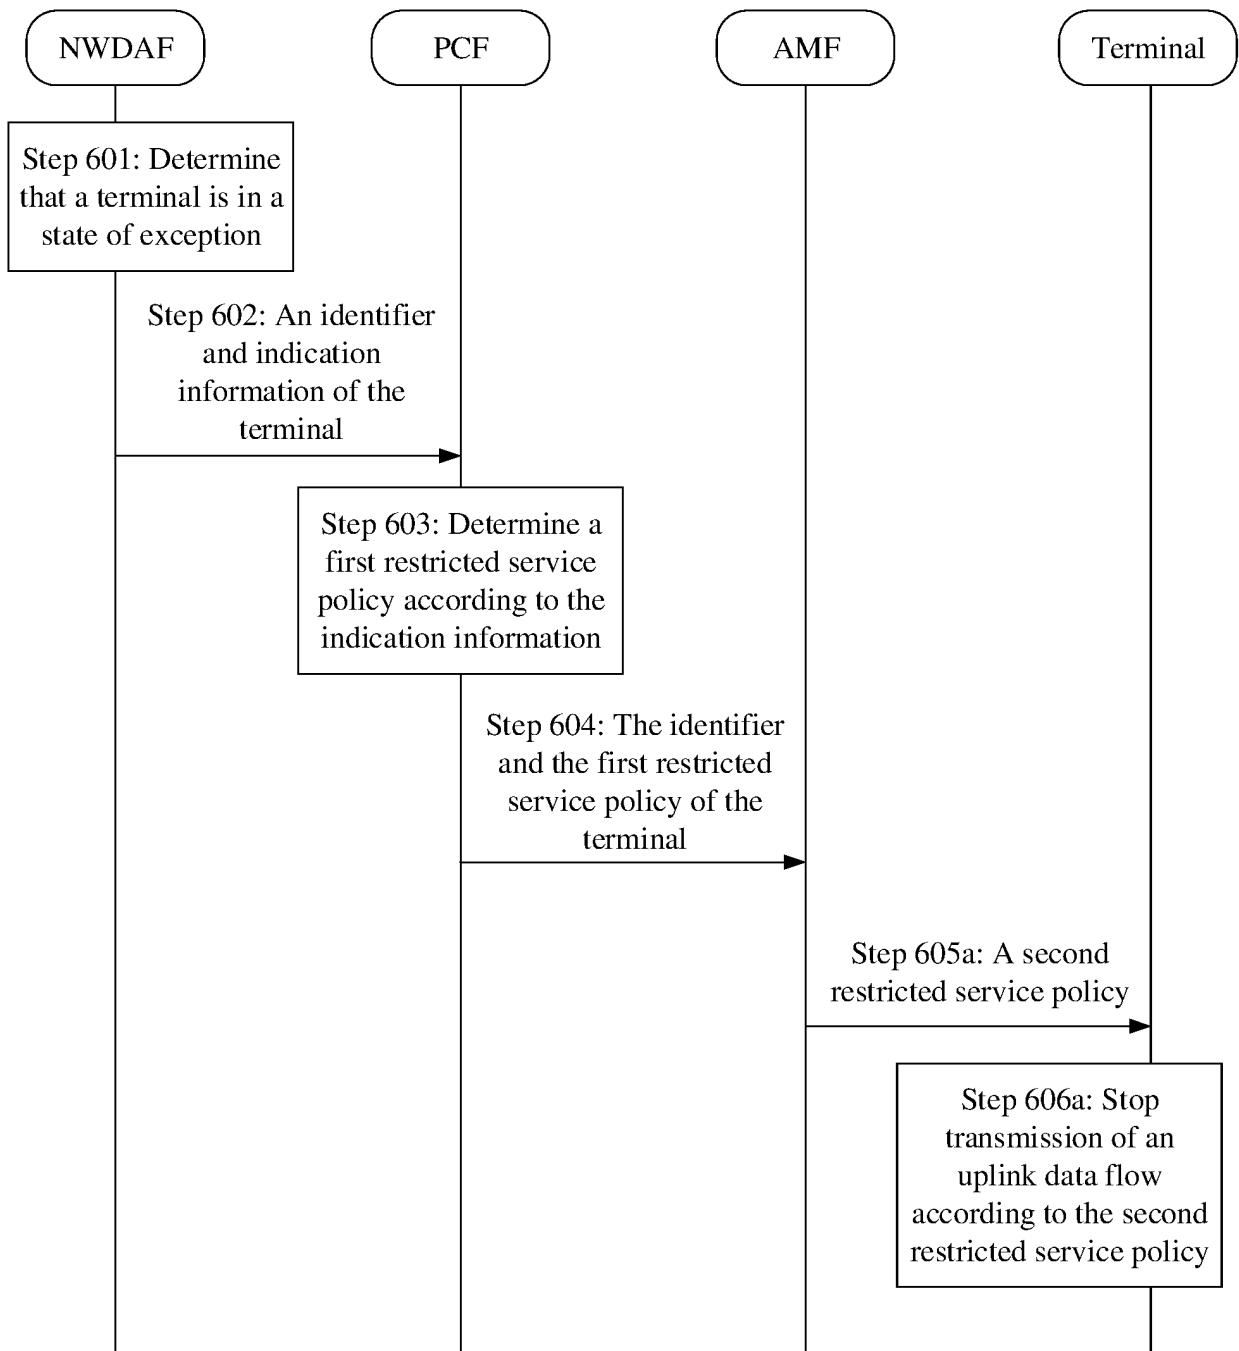 NWDAF
PCF
AMF
Terminal
Step 601: Determine
that a terminal is in a
state of exception
Step 602: An identifier
and indication
information of the
terminal
Step 603: Determine a
first restricted service
policy according to the
indication information
Step 604: The identifier
and the first restricted
service policy of the
terminal
Step 605a: A second
restricted service policy
Step 606a: Stop
transmission of an
uplink data flow
according to the second
restricted service policy